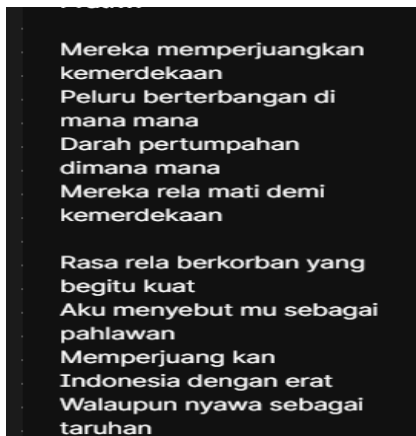 Mereka memperjuangkan
kemerdekaan
Peluru berterbangan di
mana mana
Darah pertumpahan
dimana mana
Mereka rela mati demi
kemerdekaan
Rasa rela berkorban yang
begitu kuat
Aku menyebut mu sebagai
pahlawan
Memperjuang kan
Indonesia dengan erat
Walaupun nyawa sebagai
taruhan